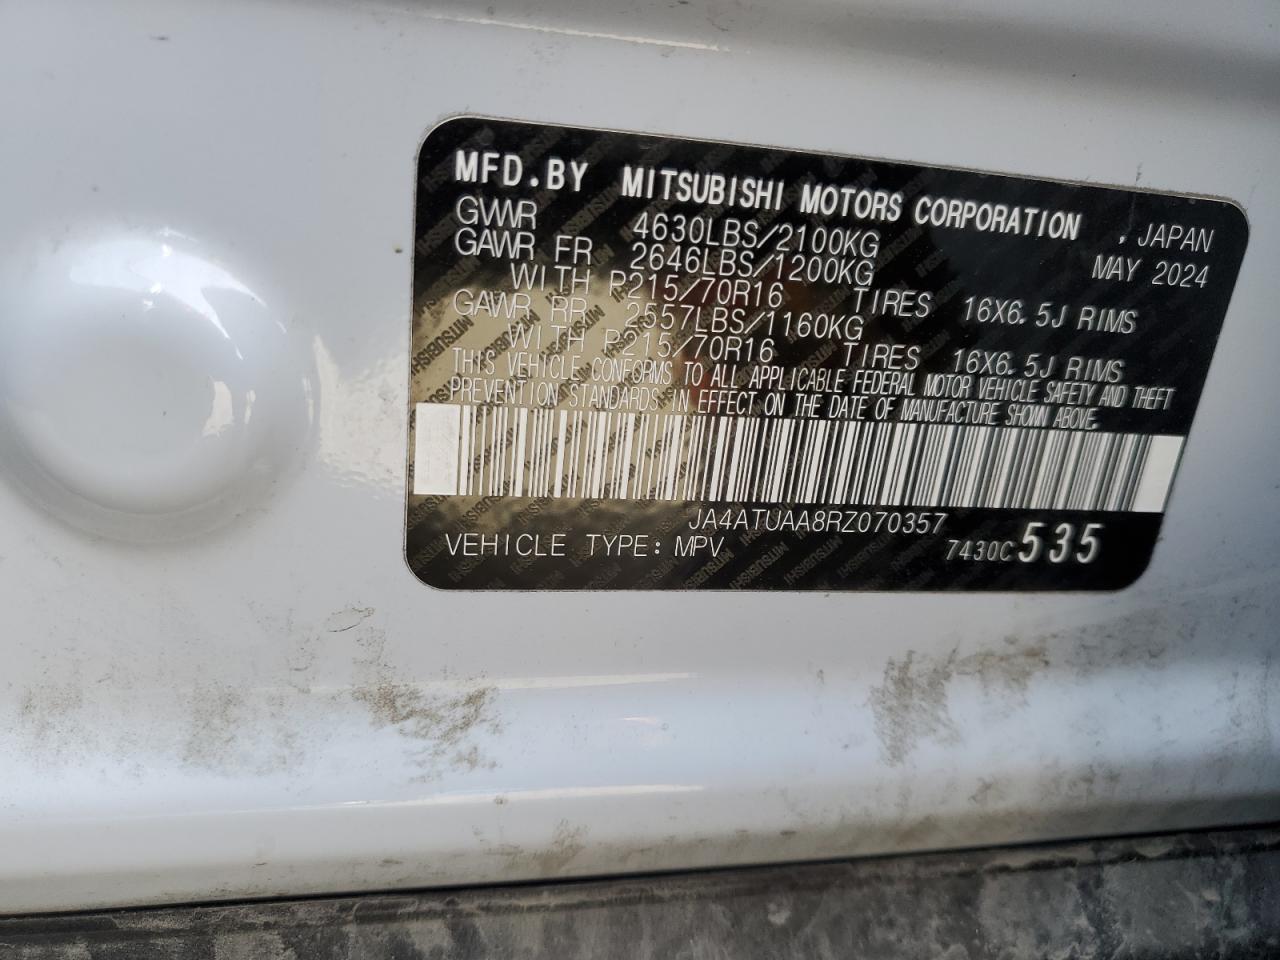 MFD.BY MITSUBISHI MOTORS CORPORATION , JAPAN
GVWR 4630LBS/2100KG MAY 2024
GAWR FR 2646LBS/1200KG
WITH P215/70R16 TIRES 16X6.5J RIMS
GAWR RR 2557LBS/1160KG
WITH P215/70R16 TIRES 16X6.5J RIMS
THIS VEHICLE CONFORMS TO ALL APPLICABLE FEDERAL MOTOR VEHICLE SAFETY AND THEFT
PREVENTION STANDARDS IN EFFECT ON THE DATE OF MANUFACTURE SHOWN ABOVE.
JA4ATUAA8RZ070357
VEHICLE TYPE: MPV 7430C 535